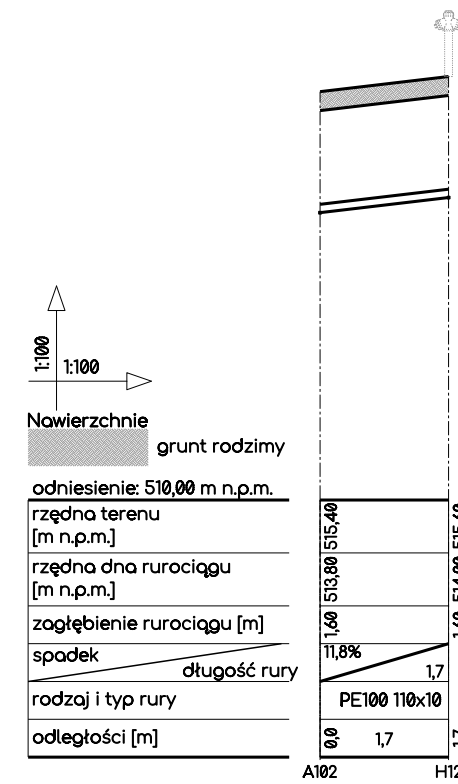 1:100
1:100
Nawierzchnie
grunt rodzimy
odniesienie: 510,00 m n.p.m.
rzędna terenu
[m n.p.m.]
515,40
rzędna dna rurociągu
[m n.p.m.]
513,80
zagłębienie rurociągu [m]
1,60
spadek
długość rury
11,8%
1,7
rodzaj i typ rury
PE100 110x10
odległości [m]
0,0
1,7
A102